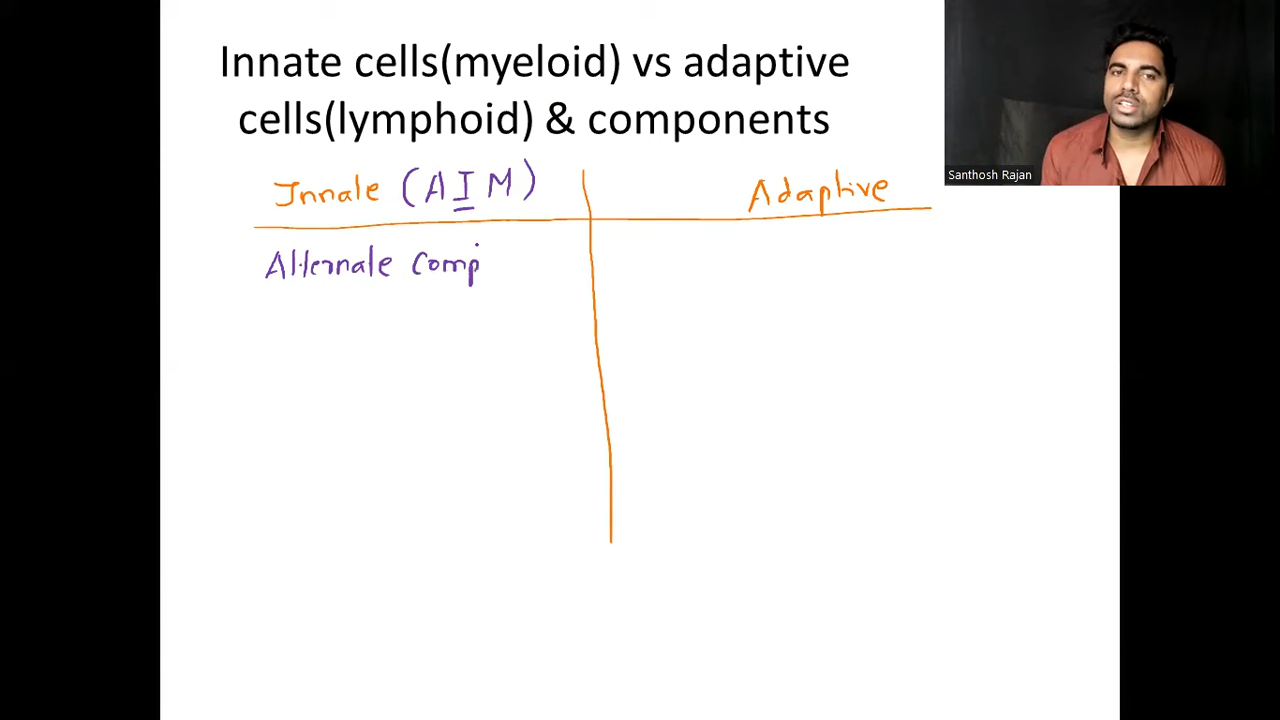 Innate cells(myeloid) vs adaptive
cells(lymphoid) & components
Innate (AIM)
Adaptive
Alternate Comp
Santhosh Rajan